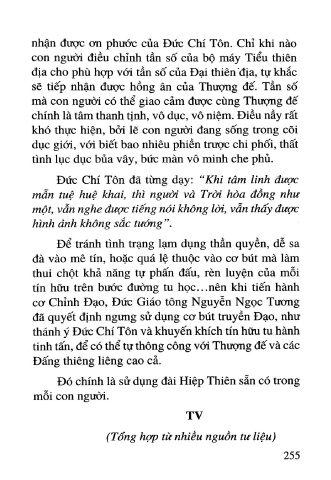 nhận được ơn phước của Đức Chí Tôn. Chỉ khi nào
con người điều chỉnh tần số của bộ máy Tiểu thiên
địa cho phù hợp với tần số của Đại thiên địa, tự khắc
sẽ tiếp nhận được hồng ân của Thượng đế. Tần số
mà con người có thể giao cảm được cùng Thượng đế
chính là tâm thanh tịnh, vô dục, vô niệm. Điều nầy rất
khó thực hiện, bởi lẽ con người đang sống trong cõi
dục giới, với biết bao nhiêu phiền trược chi phối, thất
tình lục dục bủa vây, bức màn vô minh che phủ.
Đức Chí Tôn đã từng dạy: “Khi tâm linh được
mẫn tuệ huệ khai, thì người và Trời hòa đồng như
một, vẫn nghe được tiếng nói không lời, vẫn thấy được
hình ảnh không sắc tướng”.
Để tránh tình trạng lạm dụng thần quyền, dễ sa
đà vào mê tín, hoặc quá lệ thuộc vào cơ bút mà làm
thui chột khả năng tự phấn đấu, rèn luyện của mỗi
tín hữu trên bước đường tu học...nên khi tiến hành
cơ Chỉnh Đạo, Đức Giáo tông Nguyễn Ngọc Tương
đã quyết định ngưng sử dụng cơ bút truyền Đạo, như
thánh ý Đức Chí Tôn và khuyến khích tín hữu tu hành
tinh tấn, để có thể tự thông công với Thượng đế và các
Đấng thiêng liêng cao cả.
Đó chính là sử dụng đài Hiệp Thiên sẵn có trong
mỗi con người.
TV
(Tổng hợp từ nhiều nguồn tư liệu)
255